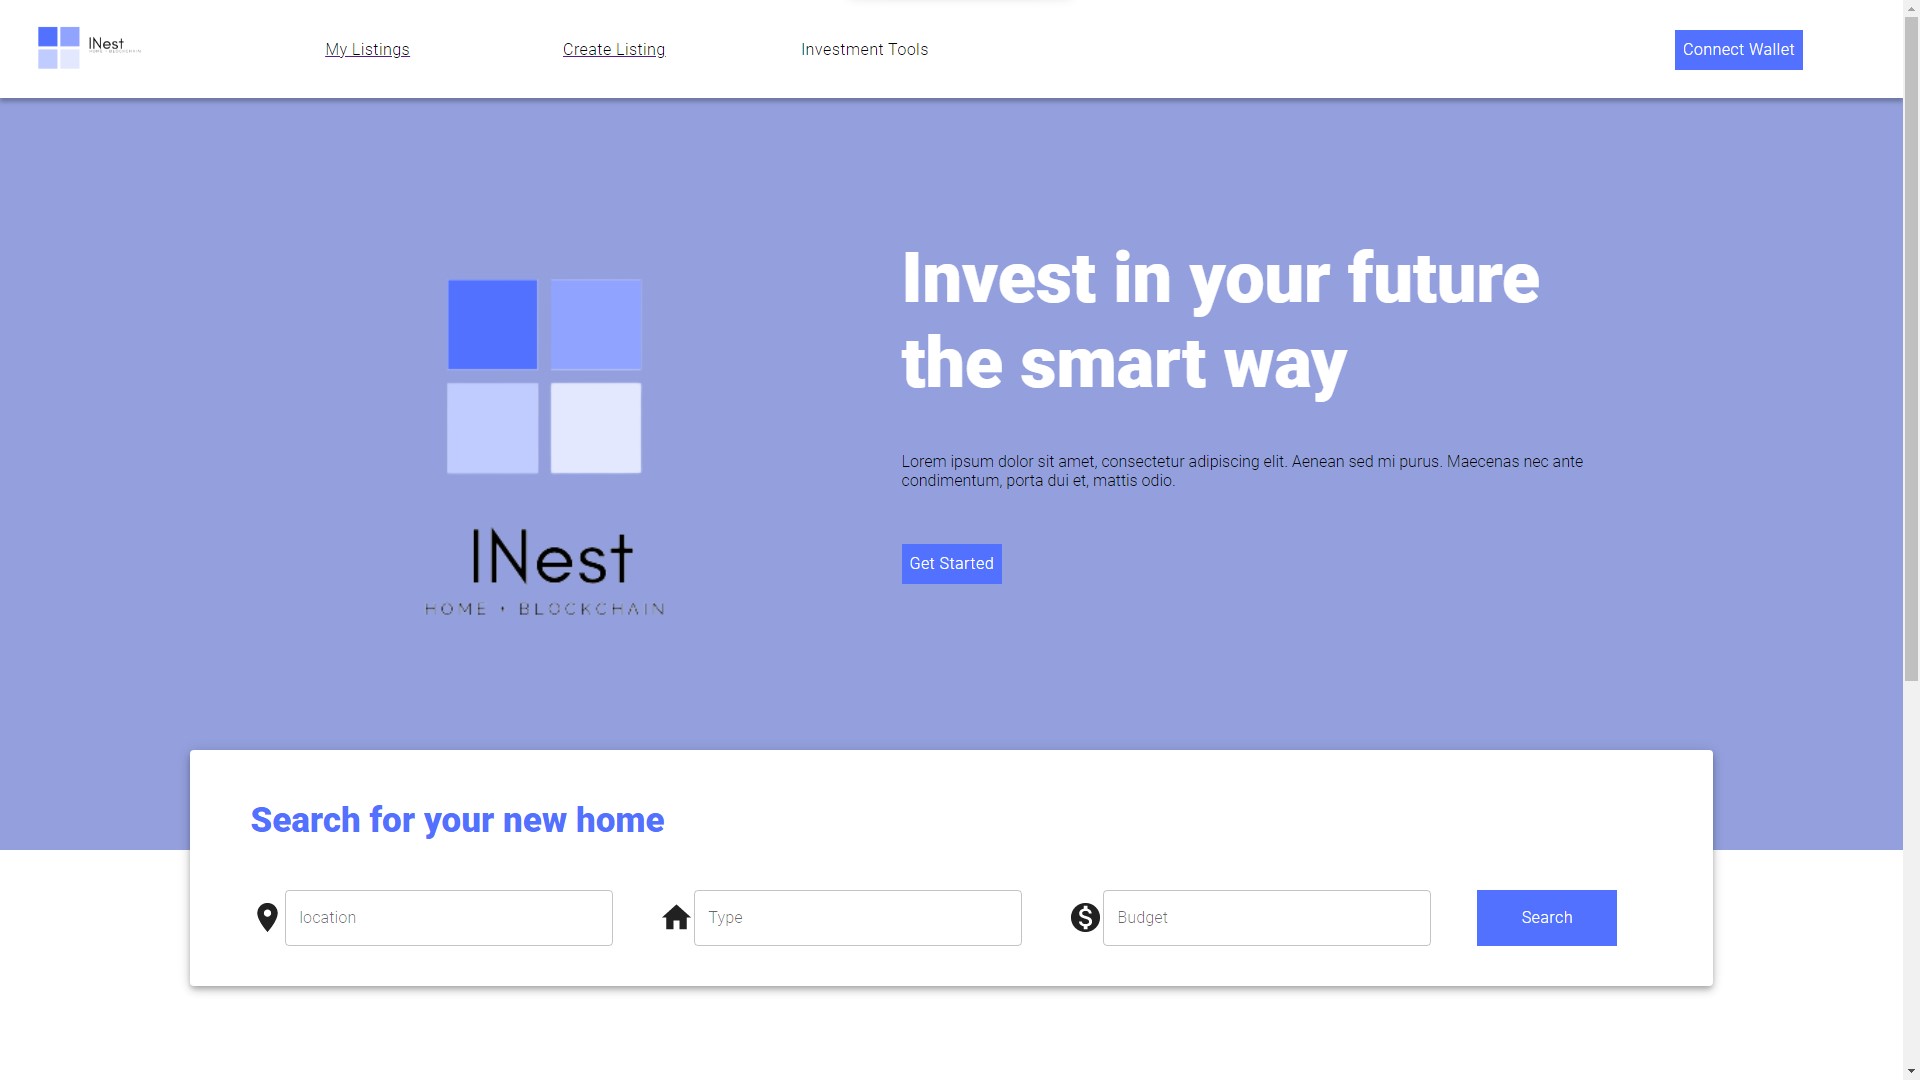 INest
HOME + BLOCKCHAIN
My Listings
Create Listing
Investment Tools
Connect Wallet
Invest in your future
the smart way
Lorem ipsum dolor sit amet, consectetur adipiscing elit. Aenean sed mi purus. Maecenas nec ante
condimentum, porta dui et, mattis odio.
Get Started
INest
HOME + BLOCKCHAIN
Search for your new home
location
Type
Budget
Search